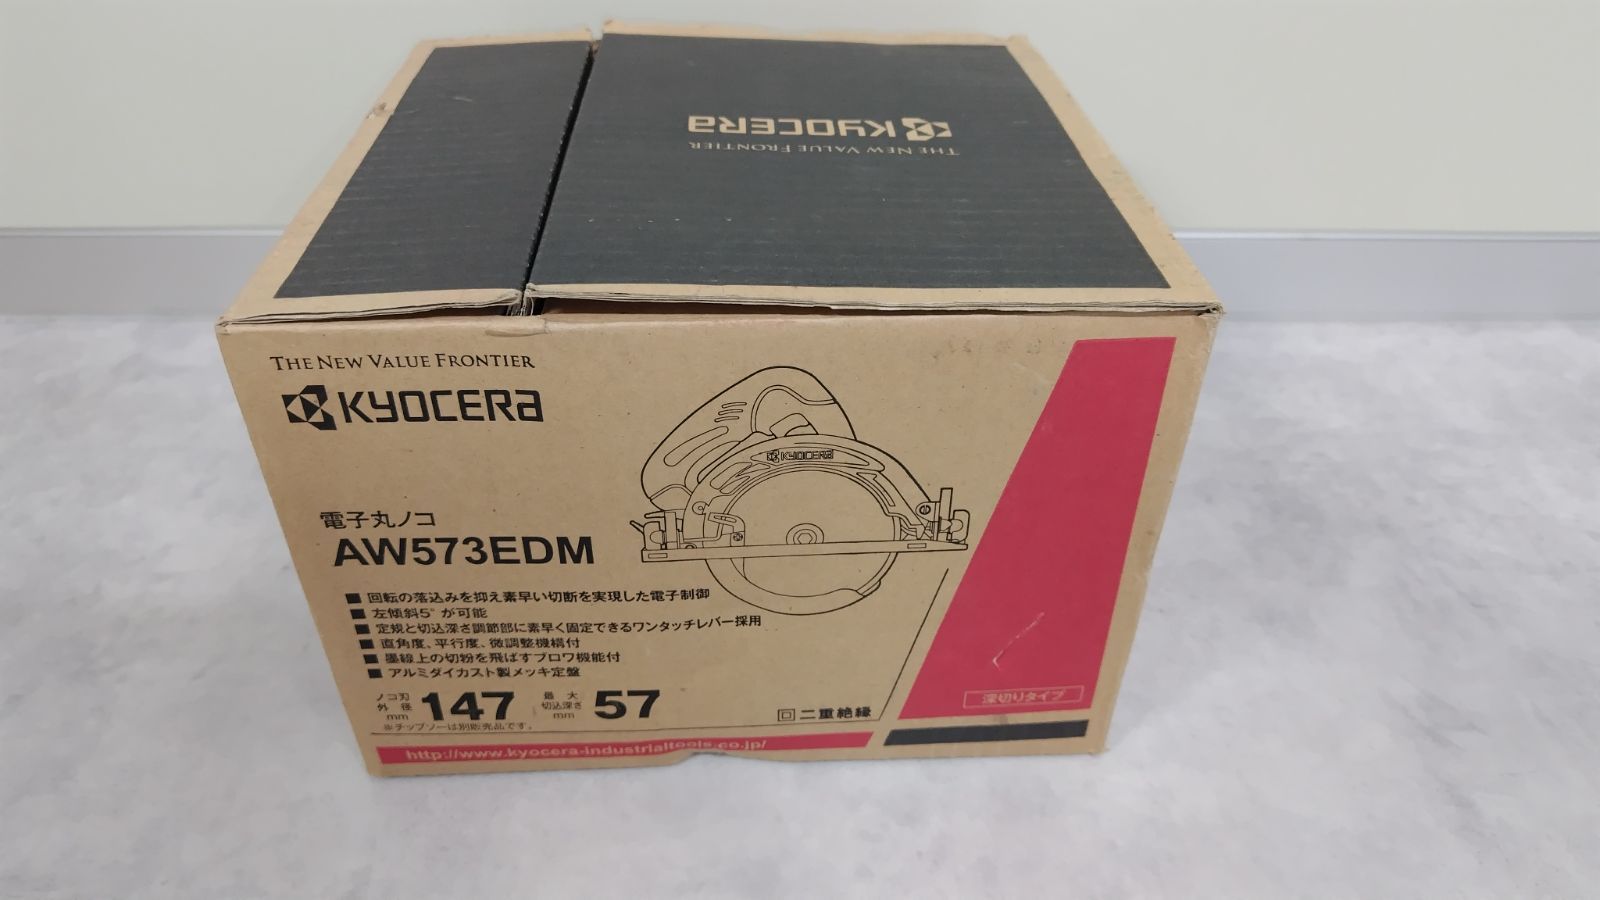 KYOCERA
THE NEW VALUE FRONTIER
THE NEW VALUE FRONTIER
KYOCERA
KYOCERA
電子丸ノコ
AW573EDM
■ 回転の落込みを抑え素早い切断を実現した電子制御
■ 左傾斜5°が可能
■ 定規と切込深さ調節部に素早く固定できるワンタッチレバー採用
■ 直角度、平行度、微調整機構付
■ 墨線上の切粉を飛ばすブロワ機能付
■ アルミダイカスト製メッキ定盤
ノコ刃外径mm 147 最大切込深さmm 57
※チップソーは別販売品です。
回 二重絶縁
深切りタイプ
http://www.kyocera-industrialtools.co.jp/